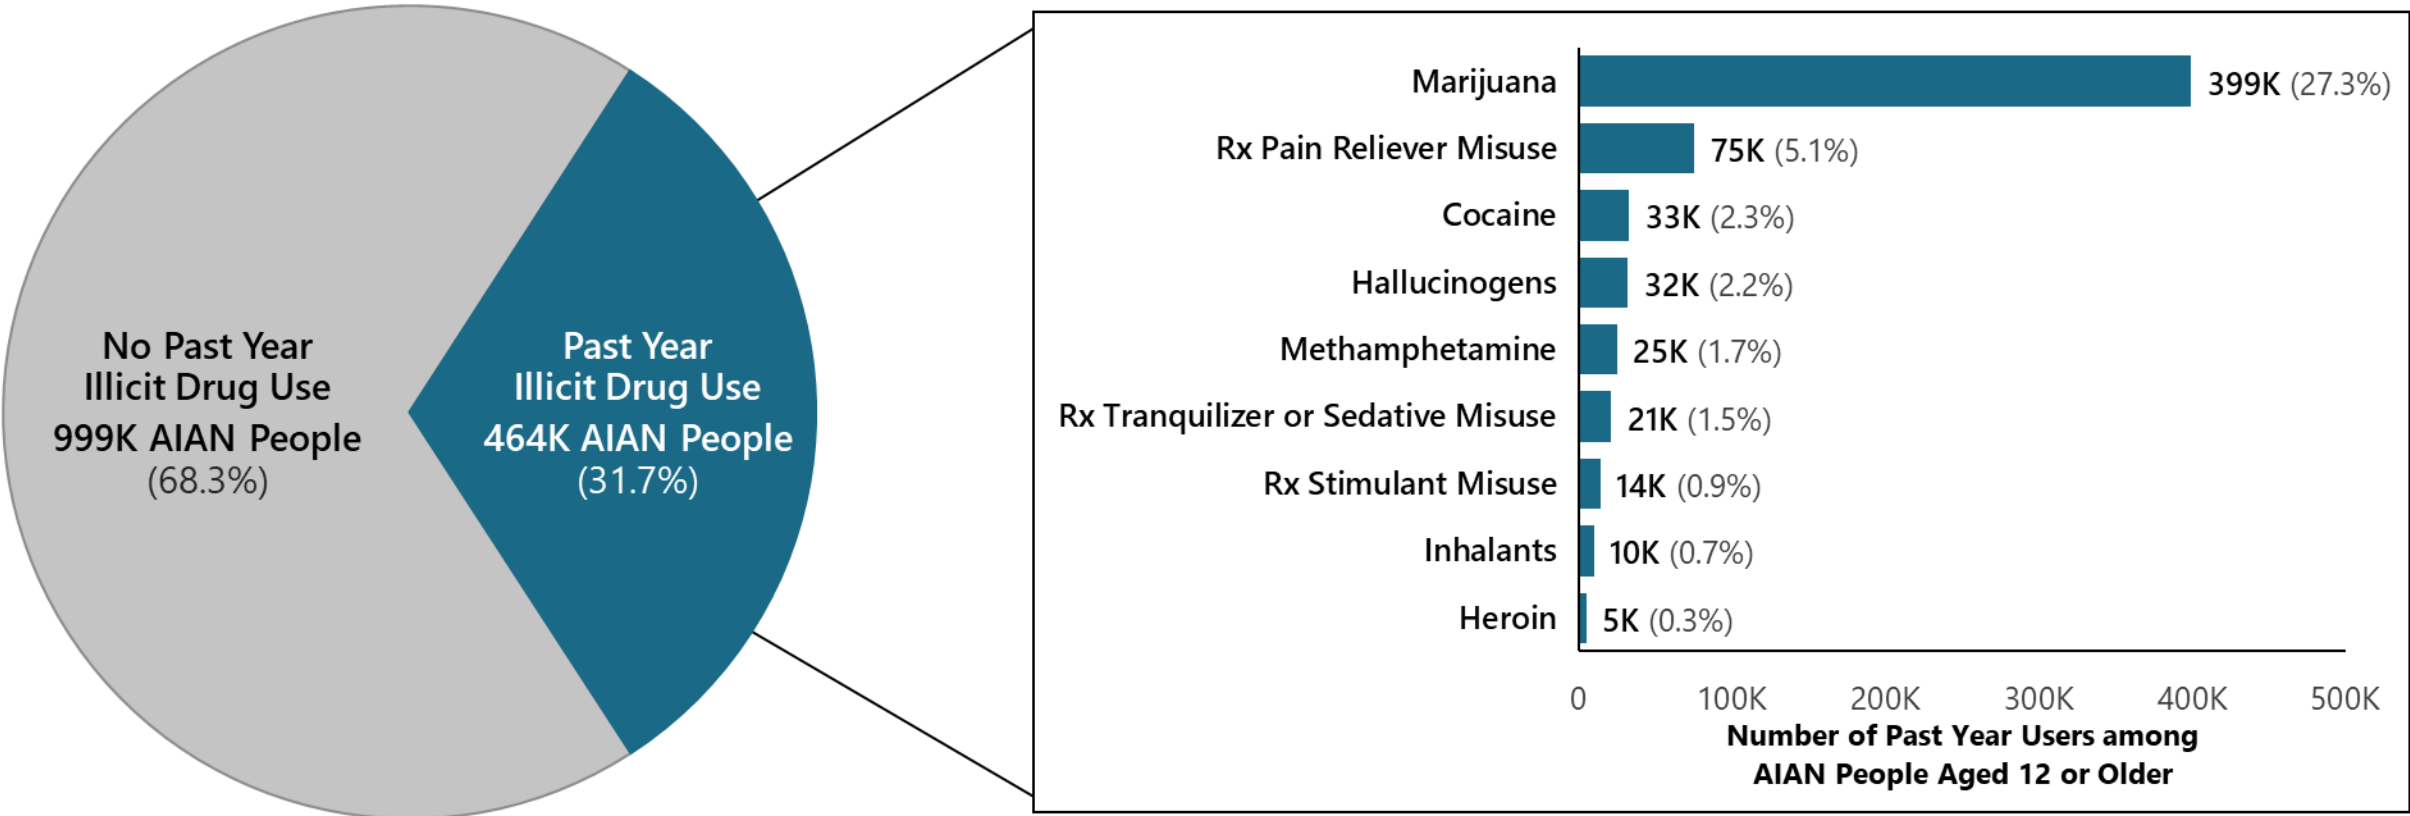 No Past Year
Illicit Drug Use
999K AIAN People
(68.3%)
Past Year
Illicit Drug Use
464K AIAN People
(31.7%)
Marijuana 399K (27.3%)
Rx Pain Reliever Misuse 75K (5.1%)
Cocaine 33K (2.3%)
Hallucinogens 32K (2.2%)
Methamphetamine 25K (1.7%)
Rx Tranquilizer or Sedative Misuse 21K (1.5%)
Rx Stimulant Misuse 14K (0.9%)
Inhalants 10K (0.7%)
Heroin 5K (0.3%)
0 100K 200K 300K 400K 500K
Number of Past Year Users among
AIAN People Aged 12 or Older